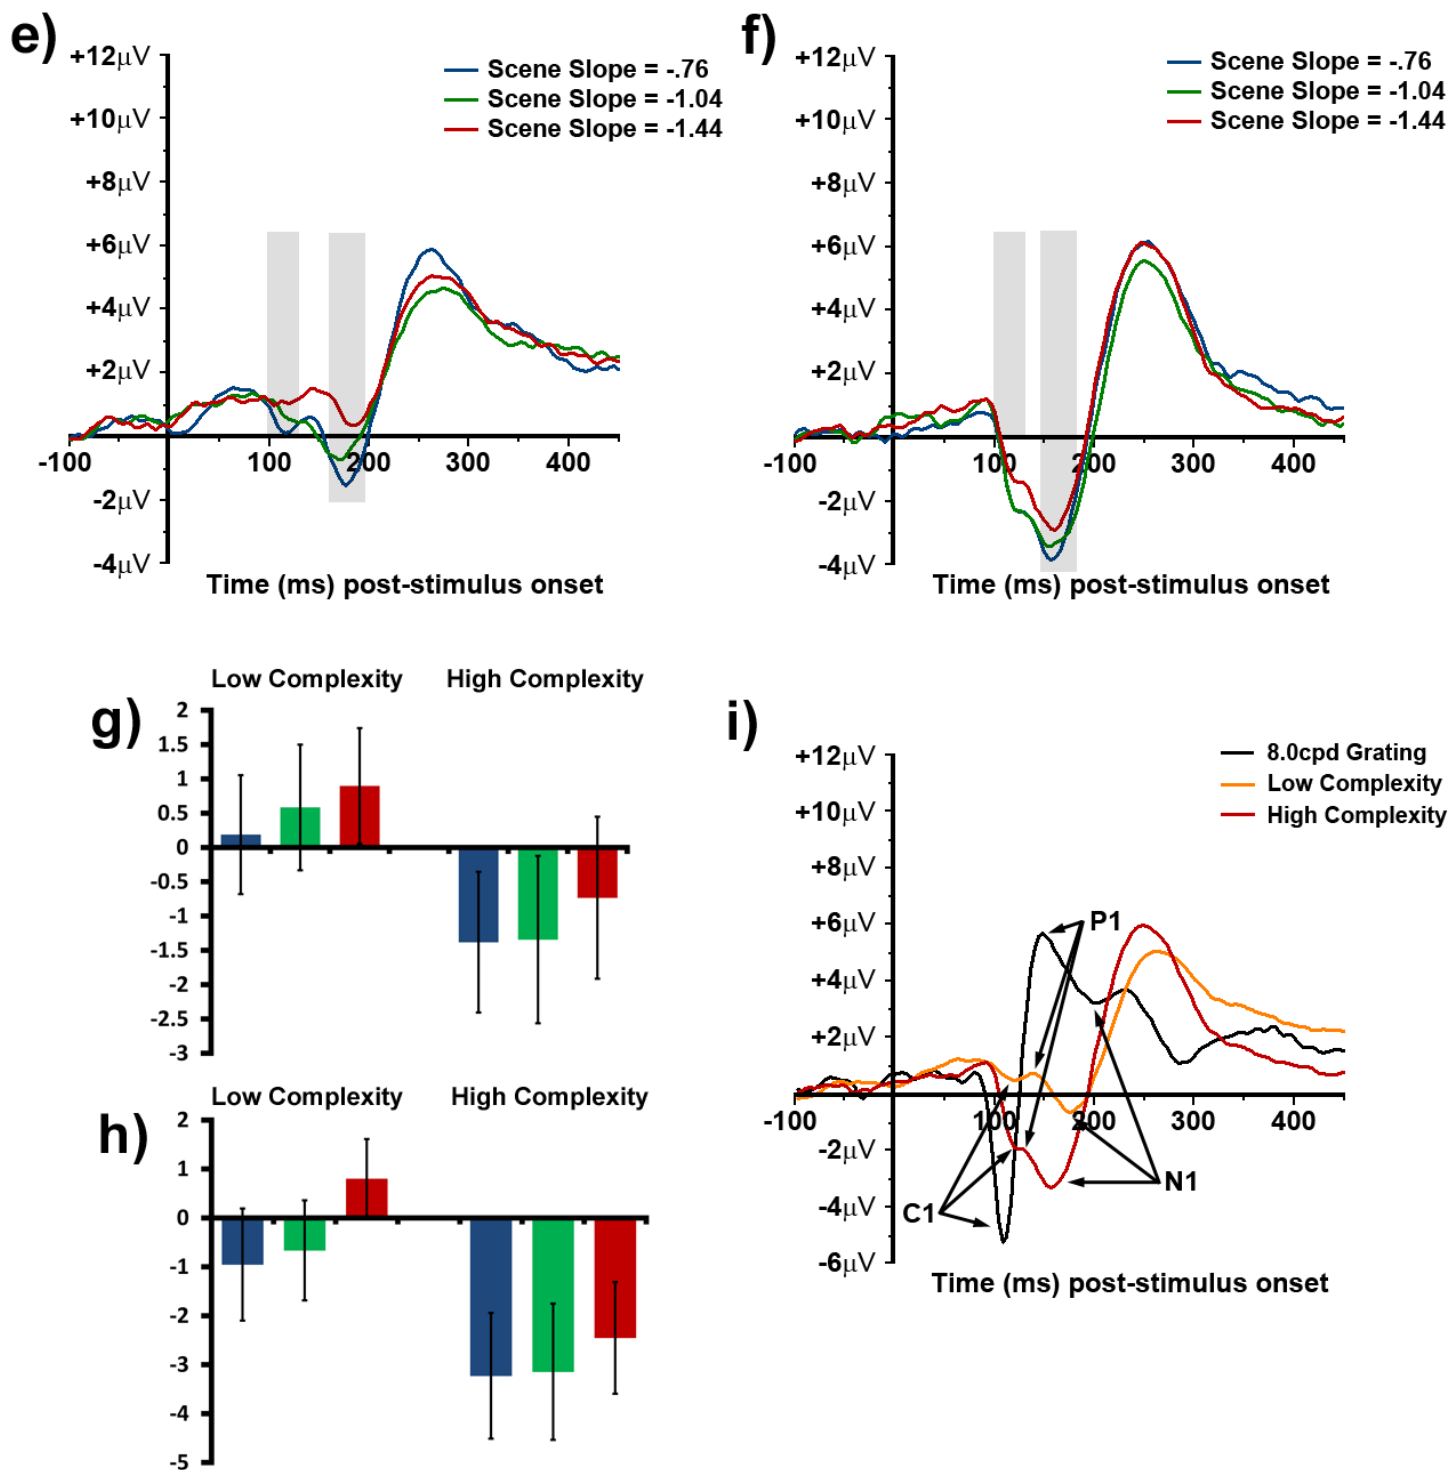 e)
+12µV
+10µV
+8µV
+6µV
+4µV
+2µV
-2µV
-4µV
-100
100
200
300
400
Scene Slope = -.76
Scene Slope = -1.04
Scene Slope = -1.44
Time (ms) post-stimulus onset
f)
+12µV
+10µV
+8µV
+6µV
+4µV
+2µV
-2µV
-4µV
-100
100
200
300
400
Scene Slope = -.76
Scene Slope = -1.04
Scene Slope = -1.44
Time (ms) post-stimulus onset
g)
Low Complexity
High Complexity
2
1.5
1
0.5
0
-0.5
-1
-1.5
-2
-2.5
-3
h)
Low Complexity
High Complexity
2
1
0
-1
-2
-3
-4
-5
i)
+12µV
+10µV
+8µV
+6µV
+4µV
+2µV
-2µV
-4µV
-6µV
-100
100
200
300
400
8.0cpd Grating
Low Complexity
High Complexity
P1
N1
C1
Time (ms) post-stimulus onset